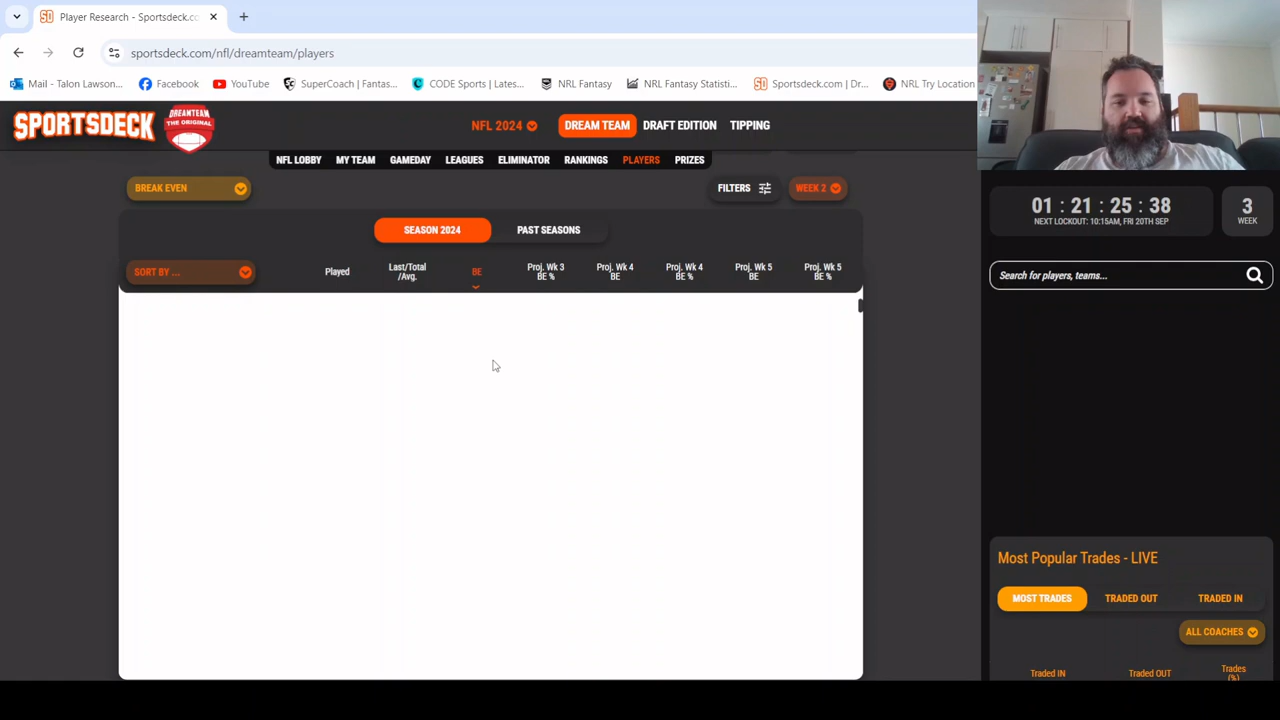 Player Research - Sportsdeck.cc
sportsdeck.com/nfl/dreamteam/players
Mail - Talon Lawson...
Facebook
YouTube
SuperCoach | Fantas...
CODE Sports | Lates...
NRL Fantasy
NRL Fantasy Statisti...
Sportsdeck.com | Dr...
NRL Try Location
SPORTSDECK
DREAMTEAM
THE ORIGINAL
NFL 2024
DREAM TEAM
DRAFT EDITION
TIPPING
NFL LOBBY
MY TEAM
GAMEDAY
LEAGUES
ELIMINATOR
RANKINGS
PLAYERS
PRIZES
BREAK EVEN
FILTERS
WEEK 2
SEASON 2024
PAST SEASONS
SORT BY ...
Played
Last/Total
/Avg.
BE
Proj. Wk 3
BE %
Proj. Wk 4
BE
Proj. Wk 4
BE %
Proj. Wk 5
BE
Proj. Wk 5
BE %
01 : 21 : 25 : 38
NEXT LOCKOUT: 10:15AM, FRI 20TH SEP
3
WEEK
Search for players, teams...
Most Popular Trades - LIVE
MOST TRADES
TRADED OUT
TRADED IN
ALL COACHES
Traded IN
Traded OUT
Trades
(%)